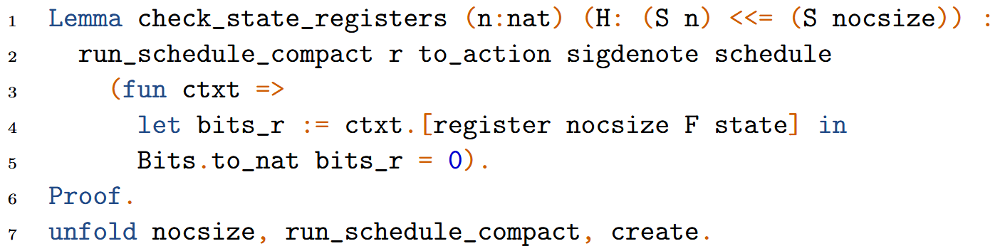 1 Lemma check_state_registers (n:nat) (H: (S n) <<= (S nocsize)) :
2 run_schedule_compact r to_action sigdenote schedule
3 (fun ctxt =>
4 let bits_r := ctxt.[register nocsize F state] in
5 Bits.to_nat bits_r = 0).
6 Proof.
7 unfold nocsize, run_schedule_compact, create.